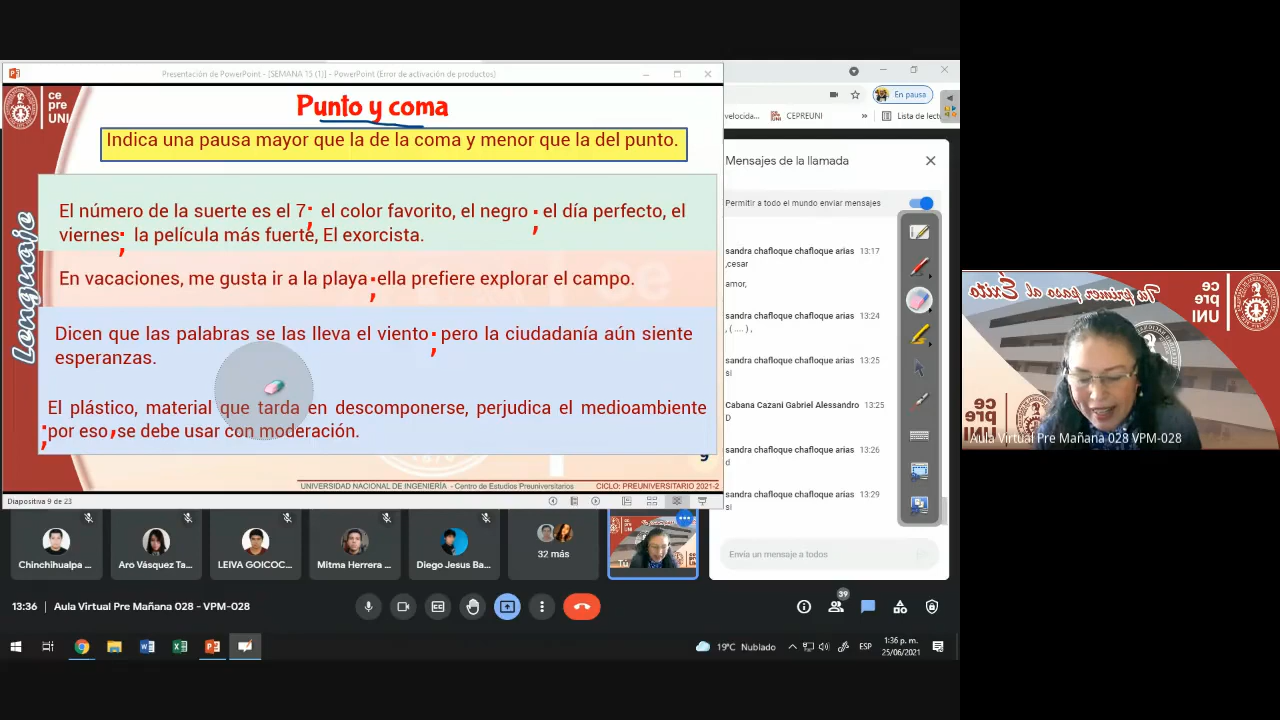 Presentación de PowerPoint - [SEMANA 15 (1)] - PowerPoint (Error de activación de productos)
ce
pre
UNI
Punto y coma
Indica una pausa mayor que la de la coma y menor que la del punto.
Lenguaje
El número de la suerte es el 7; el color favorito, el negro ; el día perfecto, el
viernes; la película más fuerte, El exorcista.
En vacaciones, me gusta ir a la playa ; ella prefiere explorar el campo.
Dicen que las palabras se las lleva el viento ; pero la ciudadanía aún siente
esperanzas.
El plástico, material que tarda en descomponerse, perjudica el medioambiente
; por eso , se debe usar con moderación.
9
UNIVERSIDAD NACIONAL DE INGENIERÍA - Centro de Estudios Preuniversitarios
CICLO: PREUNIVERSITARIO 2021-2
Diapositiva 9 de 23
En pausa
velocida...
CEPREUNI
»
Lista de lect
Mensajes de la llamada
Permitir a todo el mundo enviar mensajes
sandra chafloque chafloque arias 13:17
,cesar
amor,
sandra chafloque chafloque arias 13:24
,(....),
sandra chafloque chafloque arias 13:25
si
Cabana Cazani Gabriel Alessandro 13:25
D
sandra chafloque chafloque arias 13:26
d
sandra chafloque chafloque arias 13:29
si
Envía un mensaje a todos
Chinchihualpa ...
Aro Vásquez Ta...
LEIVA GOICOC...
Mitma Herrera ...
Diego Jesus Ba...
32 más
13:36 | Aula Virtual Pre Mañana 028 - VPM-028
39
19°C Nublado
ESP
1:36 p. m.
25/06/2021
Tu primer paso al Éxito
ce
pre
UNI
Aula Virtual Pre Mañana 028 VPM-028